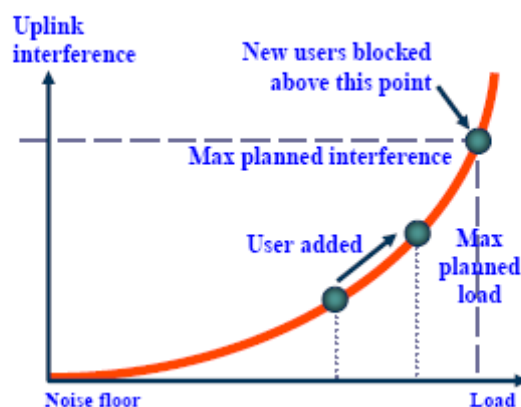 Uplink
interference
New users blocked
above this point
Max planned interference
User added
Max
planned
load
Noise floor
Load